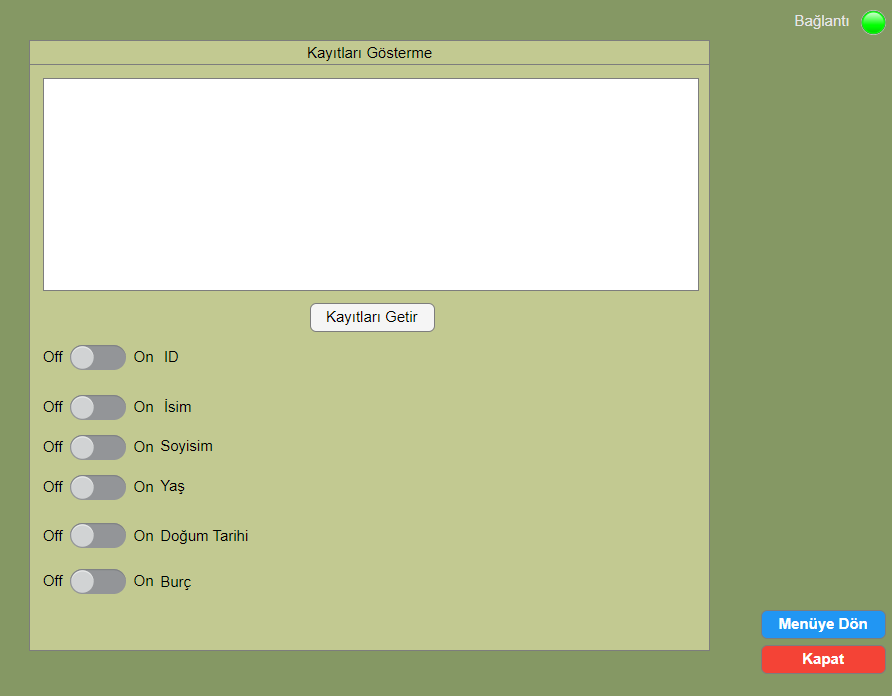 Bağlantı
Kayıtları Gösterme
Kayıtları Getir
Off On ID
Off On İsim
Off On Soyisim
Off On Yaş
Off On Doğum Tarihi
Off On Burç
Menüye Dön
Kapat